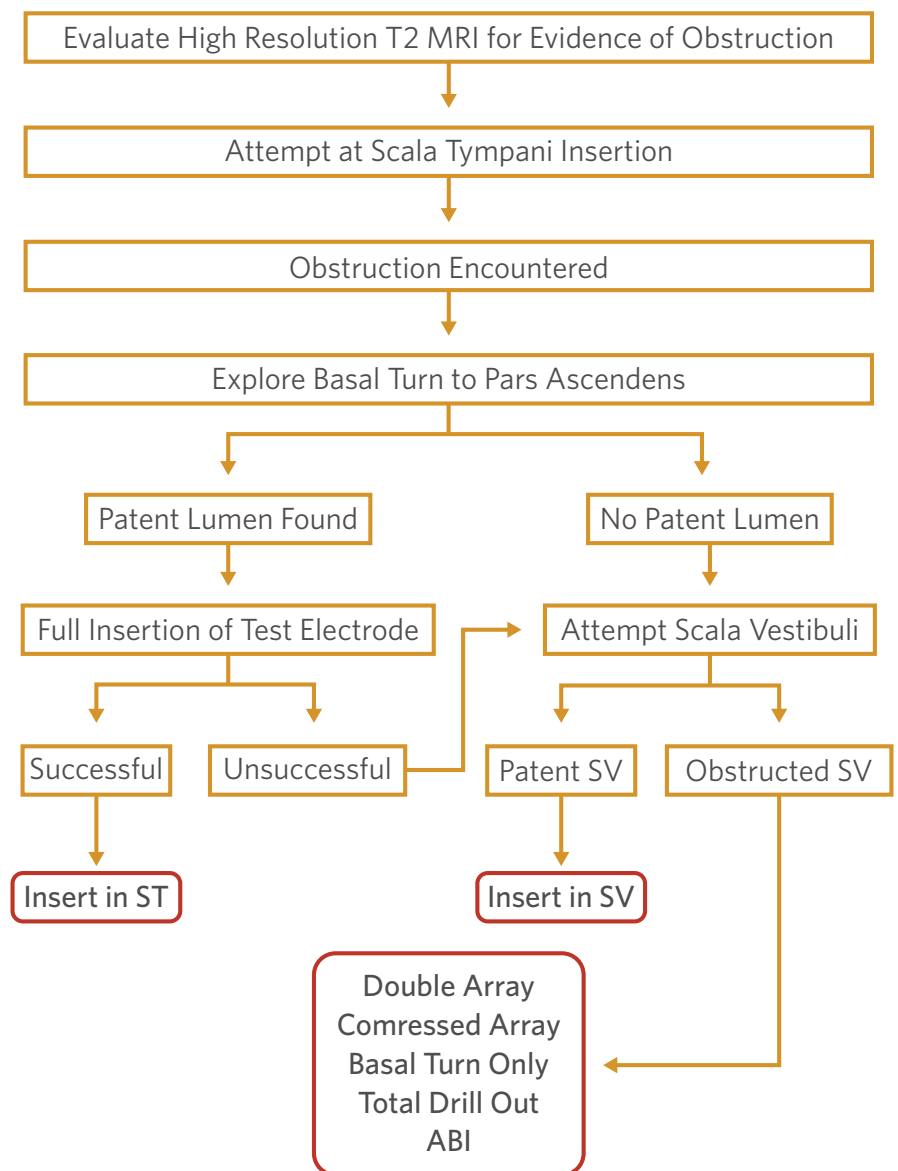 Evaluate High Resolution T2 MRI for Evidence of Obstruction
Attempt at Scala Tympani Insertion
Obstruction Encountered
Explore Basal Turn to Pars Ascendens
Patent Lumen Found
No Patent Lumen
Full Insertion of Test Electrode
Attempt Scala Vestibuli
Successful
Unsuccessful
Patent SV
Obstructed SV
Insert in ST
Insert in SV
Double Array
Comressed Array
Basal Turn Only
Total Drill Out
ABI